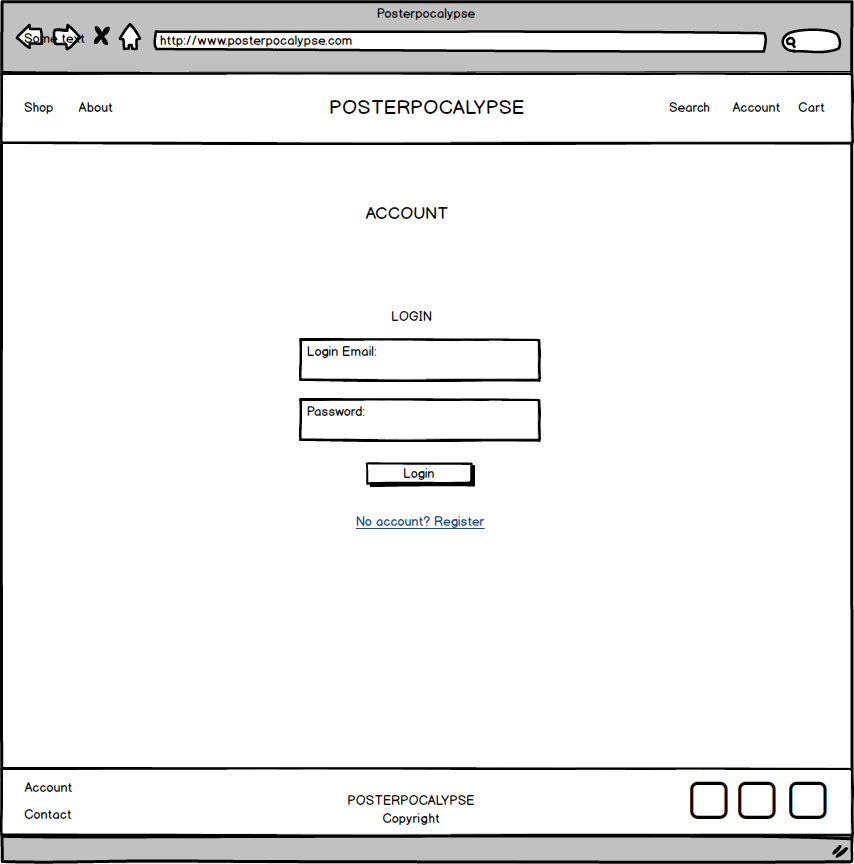 Posterpocalypse
Some text
http://www.posterpocalypse.com
Shop About POSTERPOCALYPSE Search Account Cart
ACCOUNT
LOGIN
Login Email:
Password:
Login
No account? Register
Account
Contact
POSTERPOCALYPSE
Copyright